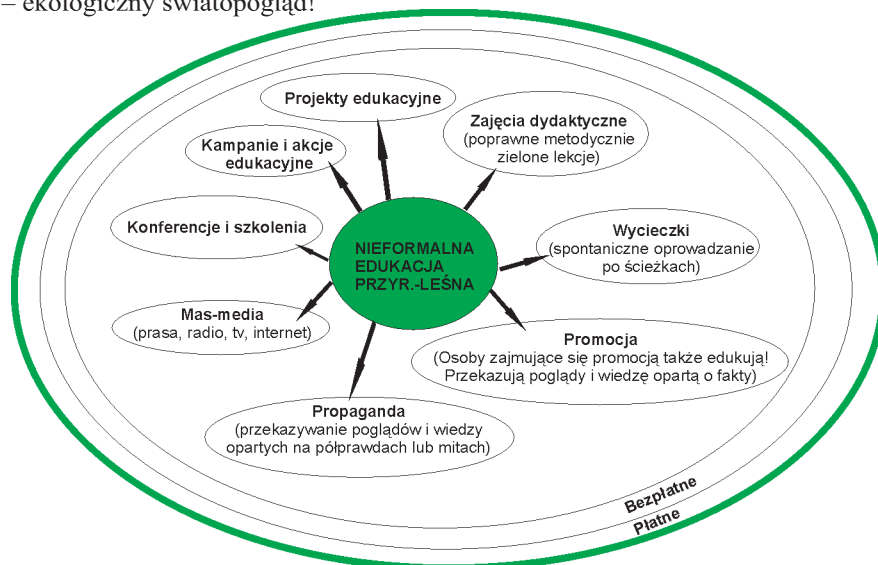 – ekologiczny światopogląd!
Projekty edukacyjne
Zajęcia dydaktyczne
(poprawne metodycznie
zielone lekcje)
Kampanie i akcje
edukacyjne
Konferencje i szkolenia
NIEFORMALNA
EDUKACJA
PRZYR.-LEŚNA
Wycieczki
(spontaniczne oprowadzanie
po ścieżkach)
Mas-media
(prasa, radio, tv, internet)
Promocja
(Osoby zajmujące się promocją także edukują!
Przekazują poglądy i wiedzę opartą o fakty)
Propaganda
(przekazywanie poglądów i wiedzy
opartych na półprawdach lub mitach)
Bezpłatne
Płatne